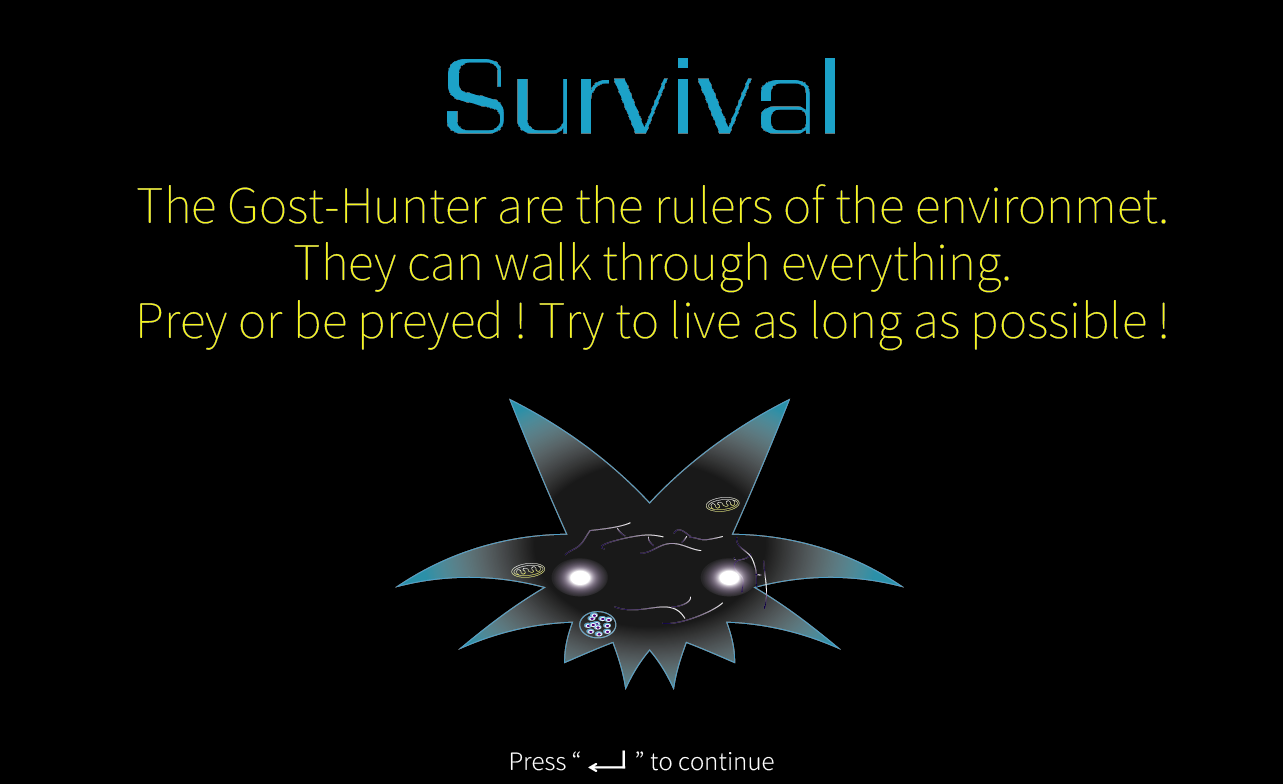 Survival
The Gost-Hunter are the rulers of the environmet.
They can walk through everything.
Prey or be preyed ! Try to live as long as possible !
Press “ ↵ ” to continue